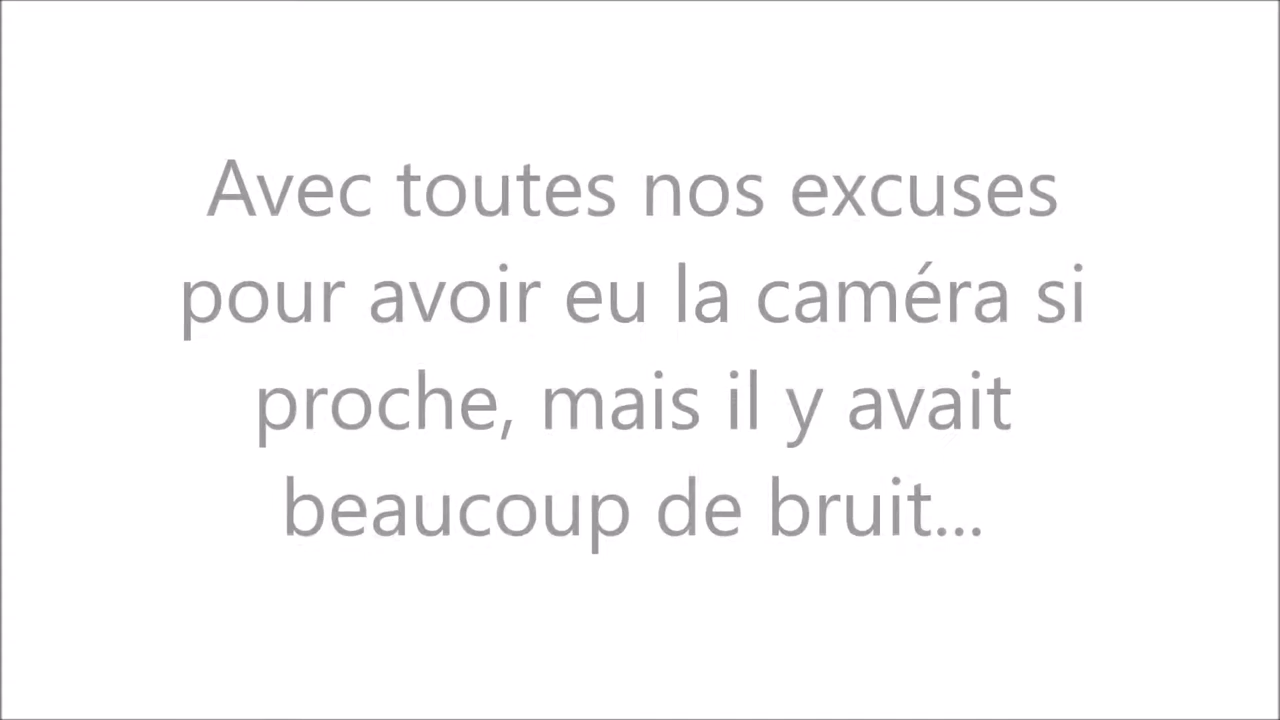 Avec toutes nos excuses
pour avoir eu la caméra si
proche, mais il y avait
beaucoup de bruit...